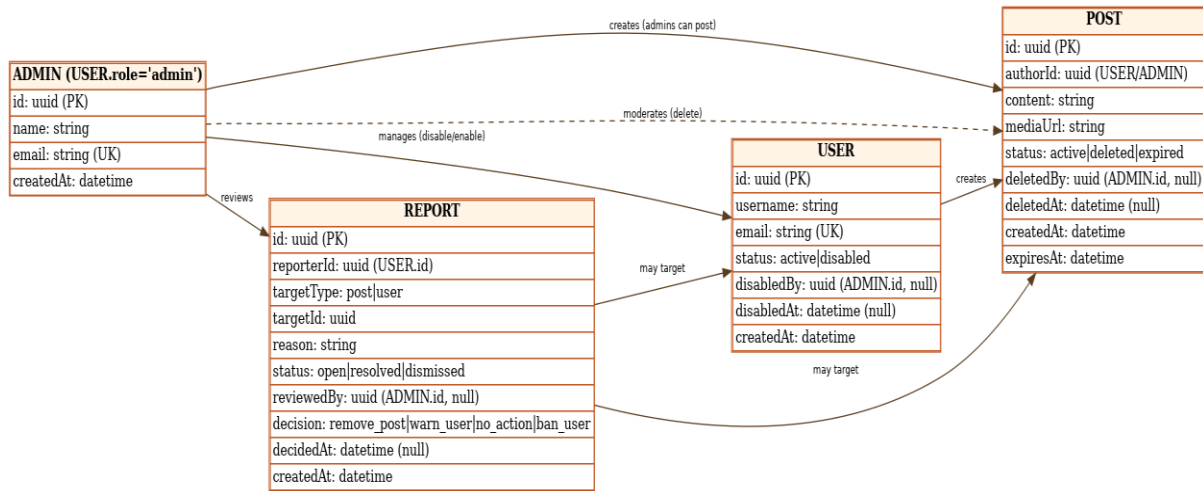 ADMIN (USER.role='admin')
id: uuid (PK)
name: string
email: string (UK)
createdAt: datetime
creates (admins can post)
moderates (delete)
manages (disable/enable)
reviews
REPORT
id: uuid (PK)
reporterId: uuid (USER.id)
targetType: post|user
targetId: uuid
reason: string
status: open|resolved|dismissed
reviewedBy: uuid (ADMIN.id, null)
decision: remove_post|warn_user|no_action|ban_user
decidedAt: datetime (null)
createdAt: datetime
may target
may target
USER
id: uuid (PK)
username: string
email: string (UK)
status: active|disabled
disabledBy: uuid (ADMIN.id, null)
disabledAt: datetime (null)
createdAt: datetime
creates
POST
id: uuid (PK)
authorId: uuid (USER/ADMIN)
content: string
mediaUrl: string
status: active|deleted|expired
deletedBy: uuid (ADMIN.id, null)
deletedAt: datetime (null)
createdAt: datetime
expiresAt: datetime